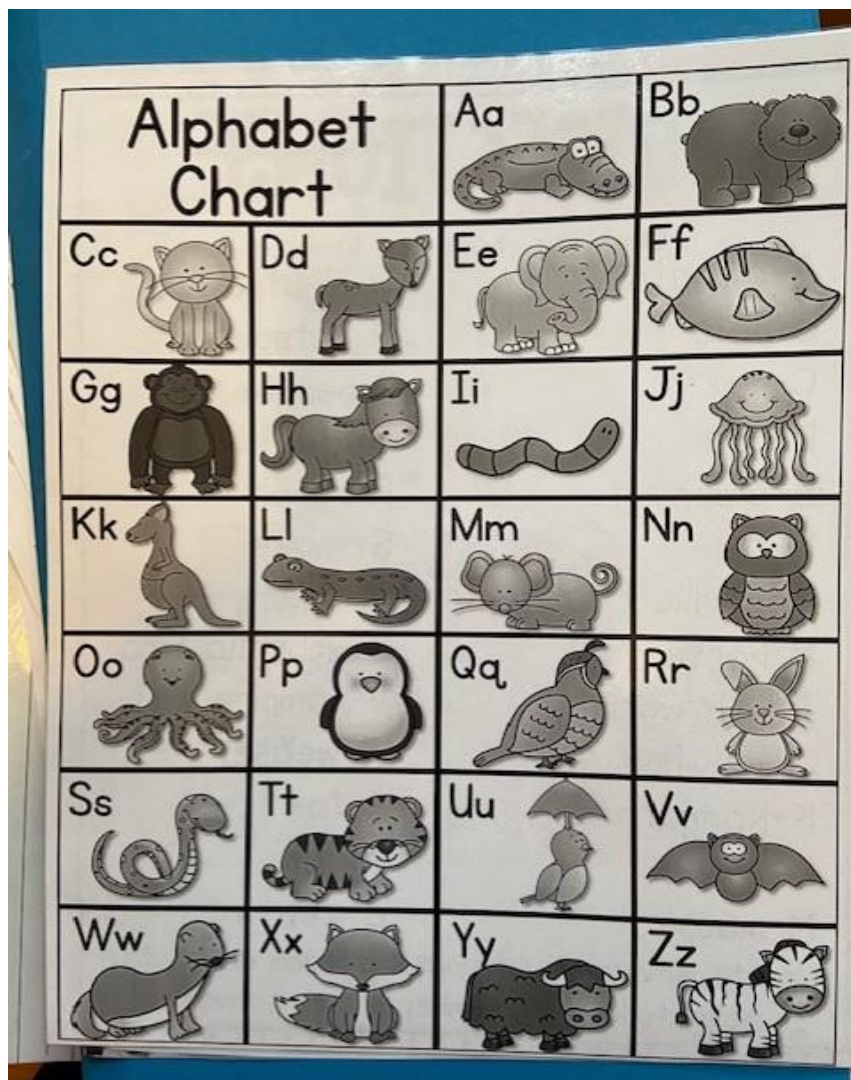 Alphabet
Chart
Aa
Bb
Cc
Dd
Ee
Ff
Gg
Hh
Ii
Jj
Kk
Ll
Mm
Nn
Oo
Pp
Qq
Rr
Ss
Tt
Uu
Vv
Ww
Xx
Yy
Zz